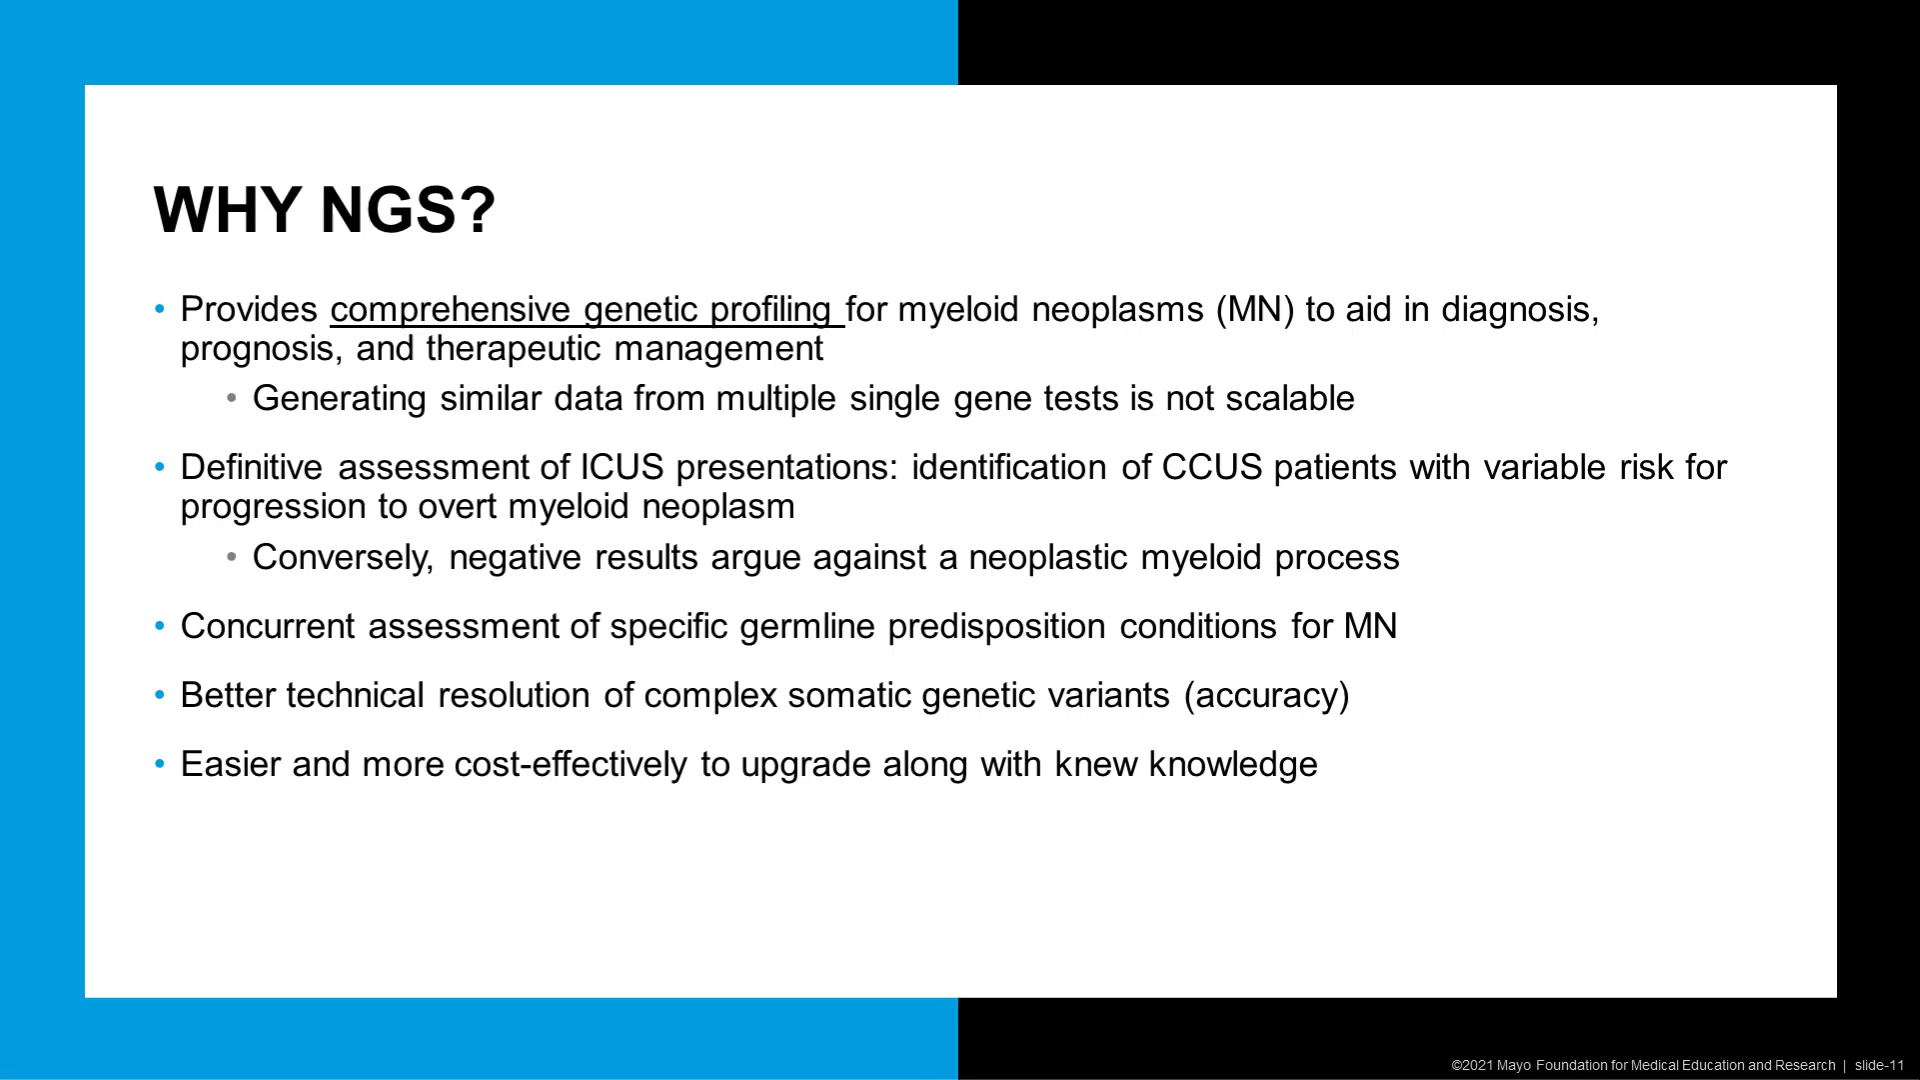 WHY NGS?
• Provides comprehensive genetic profiling for myeloid neoplasms (MN) to aid in diagnosis,
prognosis, and therapeutic management
• Generating similar data from multiple single gene tests is not scalable
• Definitive assessment of ICUS presentations: identification of CCUS patients with variable risk for
progression to overt myeloid neoplasm
• Conversely, negative results argue against a neoplastic myeloid process
• Concurrent assessment of specific germline predisposition conditions for MN
• Better technical resolution of complex somatic genetic variants (accuracy)
• Easier and more cost-effectively to upgrade along with knew knowledge
©2021 Mayo Foundation for Medical Education and Research | slide-11